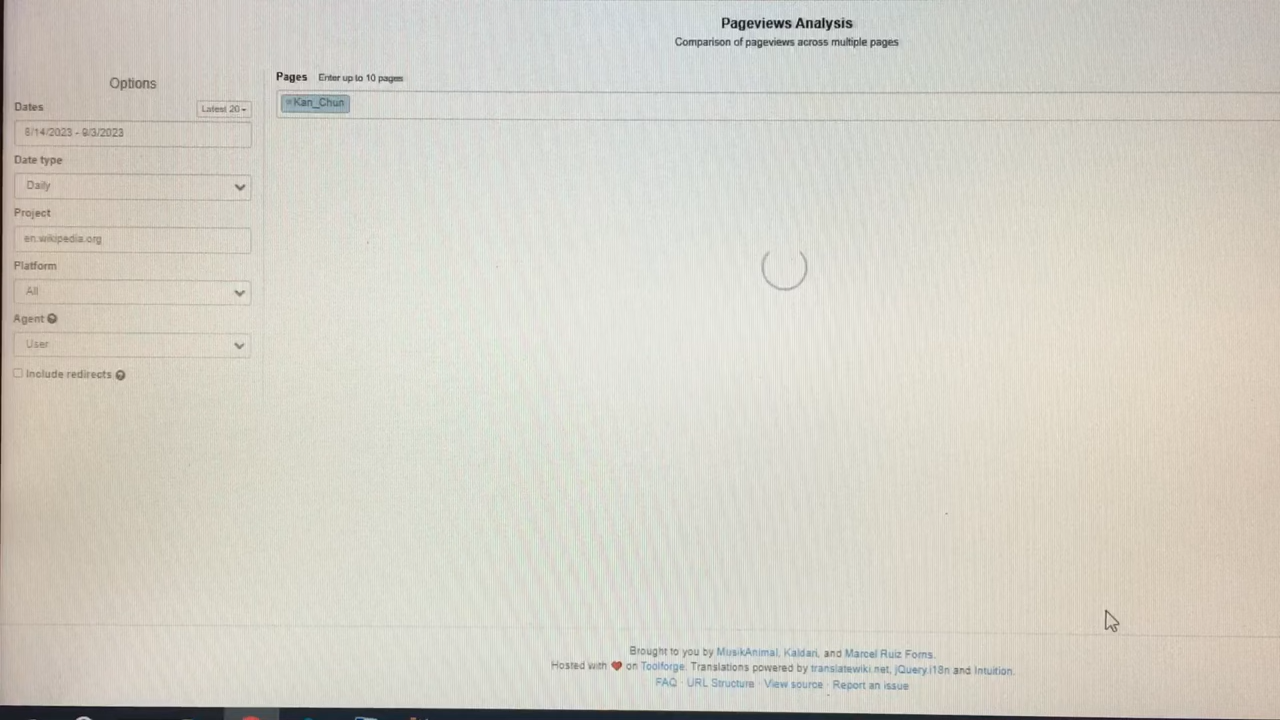 Pageviews Analysis
Comparison of pageviews across multiple pages
Options
Dates
Latest 20
8/14/2023 - 9/3/2023
Date type
Daily
Project
en.wikipedia.org
Platform
All
Agent
User
Include redirects
Pages Enter up to 10 pages
×Kan_Chun
Brought to you by MusikAnimal, Kaldari, and Marcel Ruiz Forns.
Hosted with ❤ on Toolforge. Translations powered by translatewiki.net, jQuery.i18n and Intuition.
FAQ · URL Structure · View source · Report an issue